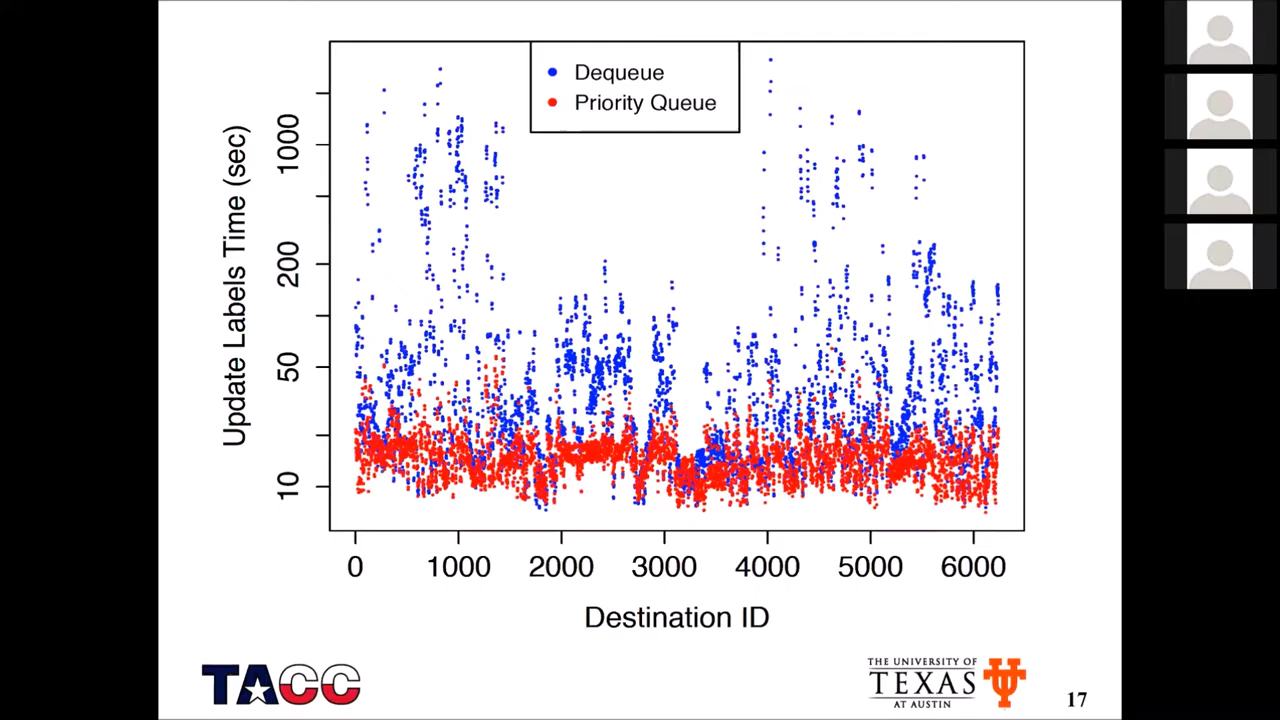 Dequeue
Priority Queue
Update Labels Time (sec)
1000
200
50
10
0 1000 2000 3000 4000 5000 6000
Destination ID
TACC
THE UNIVERSITY OF
TEXAS
AT AUSTIN
17